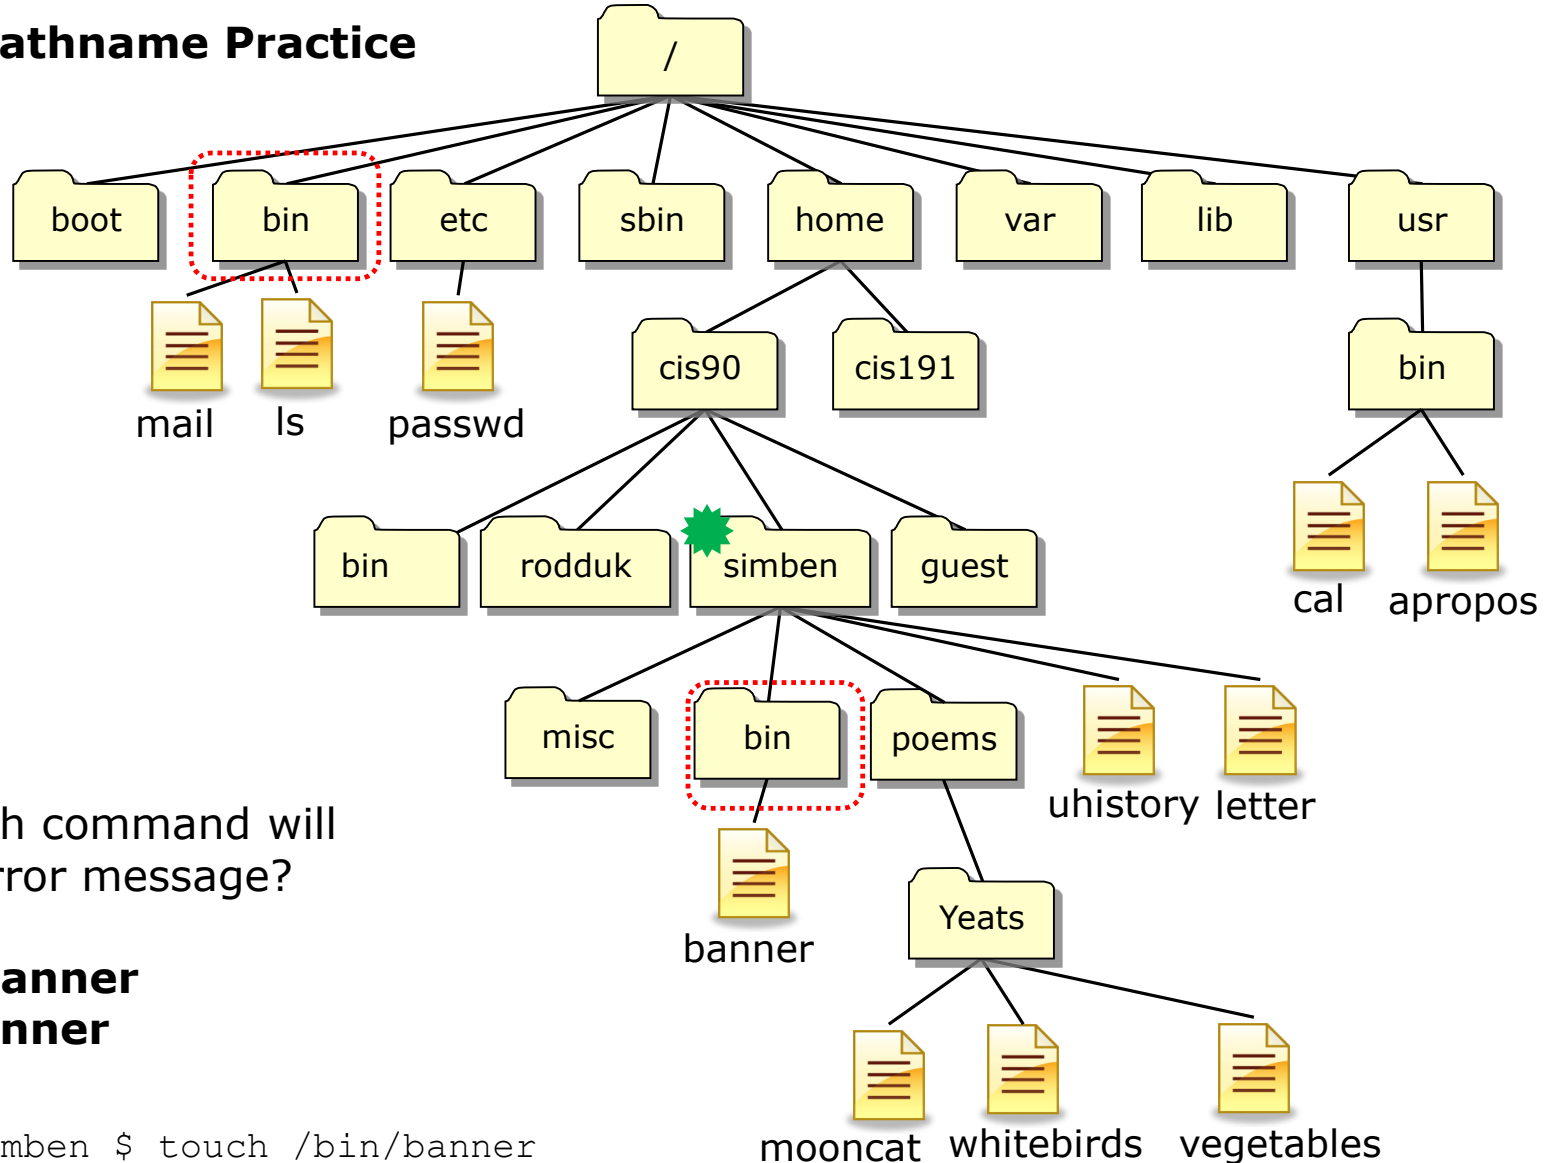 athname Practice
/
boot bin etc sbin home var lib usr
mail ls passwd
cis90 cis191 bin
bin rodduk simben guest
cal apropos
misc bin poems
uhistory letter
h command will
rror message?
banner
Yeats
anner
nner
mben $ touch /bin/banner
mooncat whitebirds vegetables